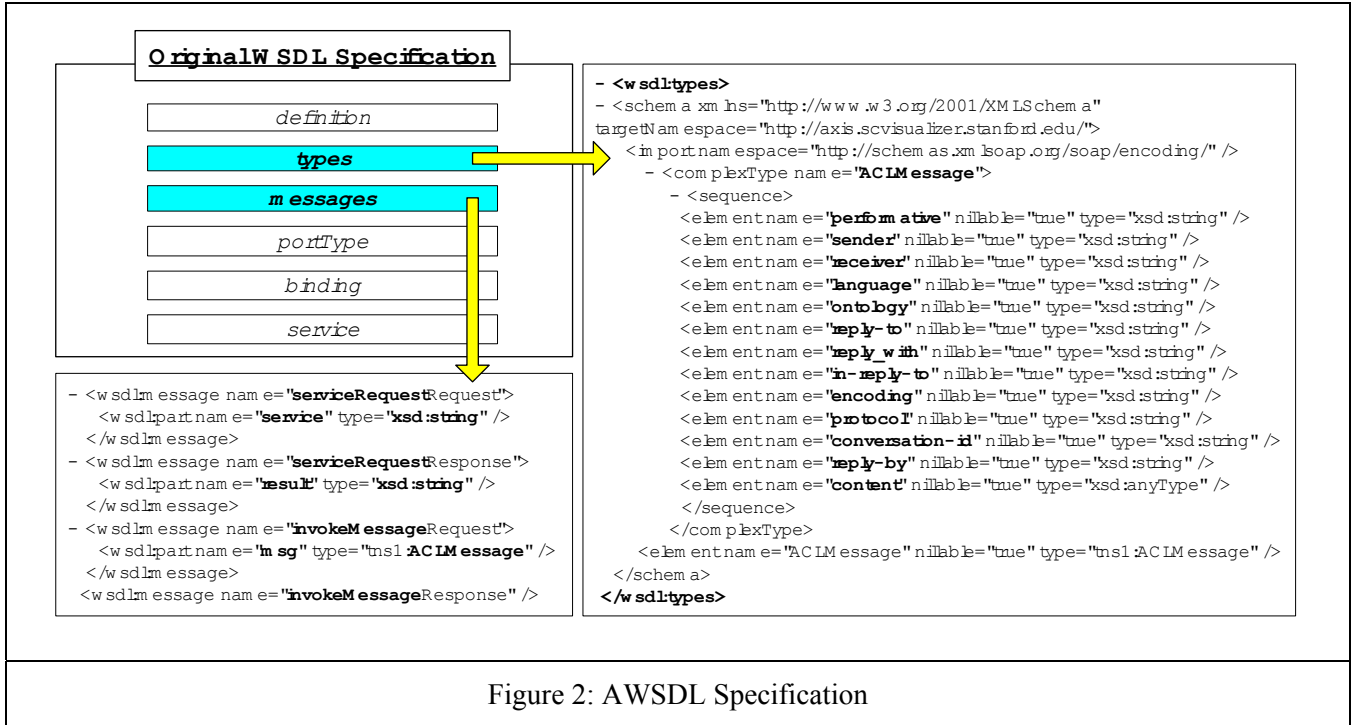 Original WSDL Specification
definition
types
messages
portType
binding
service
- <wsdl:message name="serviceRequestRequest">
<wsdl:part name="service" type="xsd:string" />
</wsdl:message>
- <wsdl:message name="serviceRequestResponse">
<wsdl:part name="result" type="xsd:string" />
</wsdl:message>
- <wsdl:message name="invokeMessageRequest">
<wsdl:part name="msg" type="tns1:ACLMessage" />
</wsdl:message>
<wsdl:message name="invokeMessageResponse" />
- <wsdl:types>
- <schema xmlns="http://www.w3.org/2001/XMLSchema"
targetNamespace="http://axis.scvisualizer.stanford.edu/">
<import namespace="http://schemas.xmlsoap.org/soap/encoding/" />
- <complexType name="ACLMessage">
- <sequence>
<element name="performative" nillable="true" type="xsd:string" />
<element name="sender" nillable="true" type="xsd:string" />
<element name="receiver" nillable="true" type="xsd:string" />
<element name="language" nillable="true" type="xsd:string" />
<element name="ontology" nillable="true" type="xsd:string" />
<element name="reply-to" nillable="true" type="xsd:string" />
<element name="reply_with" nillable="true" type="xsd:string" />
<element name="in-reply-to" nillable="true" type="xsd:string" />
<element name="encoding" nillable="true" type="xsd:string" />
<element name="protocol" nillable="true" type="xsd:string" />
<element name="conversation-id" nillable="true" type="xsd:string" />
<element name="reply-by" nillable="true" type="xsd:string" />
<element name="content" nillable="true" type="xsd:anyType" />
</sequence>
</complexType>
<element name="ACLMessage" nillable="true" type="tns1:ACLMessage" />
</schema>
</wsdl:types>
Figure 2: AWSDL Specification